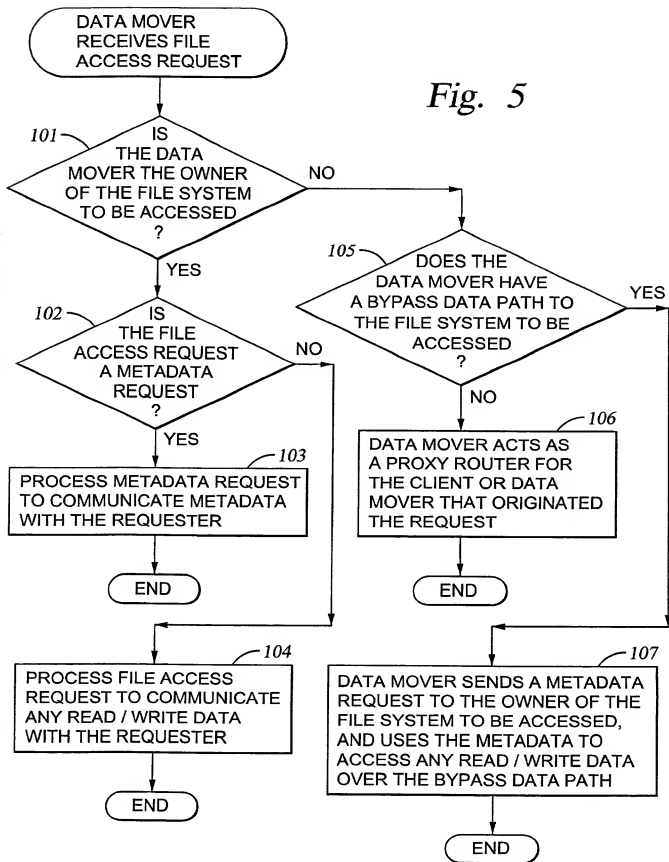 DATA MOVER
RECEIVES FILE
ACCESS REQUEST
Fig. 5
101
IS
THE DATA
MOVER THE OWNER
OF THE FILE SYSTEM
TO BE ACCESSED
?
NO
YES
105
DOES THE
DATA MOVER HAVE
A BYPASS DATA PATH TO
THE FILE SYSTEM TO BE
ACCESSED
?
YES
NO
102
IS
THE FILE
ACCESS REQUEST
A METADATA
REQUEST
?
NO
YES
103
PROCESS METADATA REQUEST
TO COMMUNICATE METADATA
WITH THE REQUESTER
END
106
DATA MOVER ACTS AS
A PROXY ROUTER FOR
THE CLIENT OR DATA
MOVER THAT ORIGINATED
THE REQUEST
END
104
PROCESS FILE ACCESS
REQUEST TO COMMUNICATE
ANY READ / WRITE DATA
WITH THE REQUESTER
END
107
DATA MOVER SENDS A METADATA
REQUEST TO THE OWNER OF THE
FILE SYSTEM TO BE ACCESSED,
AND USES THE METADATA TO
ACCESS ANY READ / WRITE DATA
OVER THE BYPASS DATA PATH
END